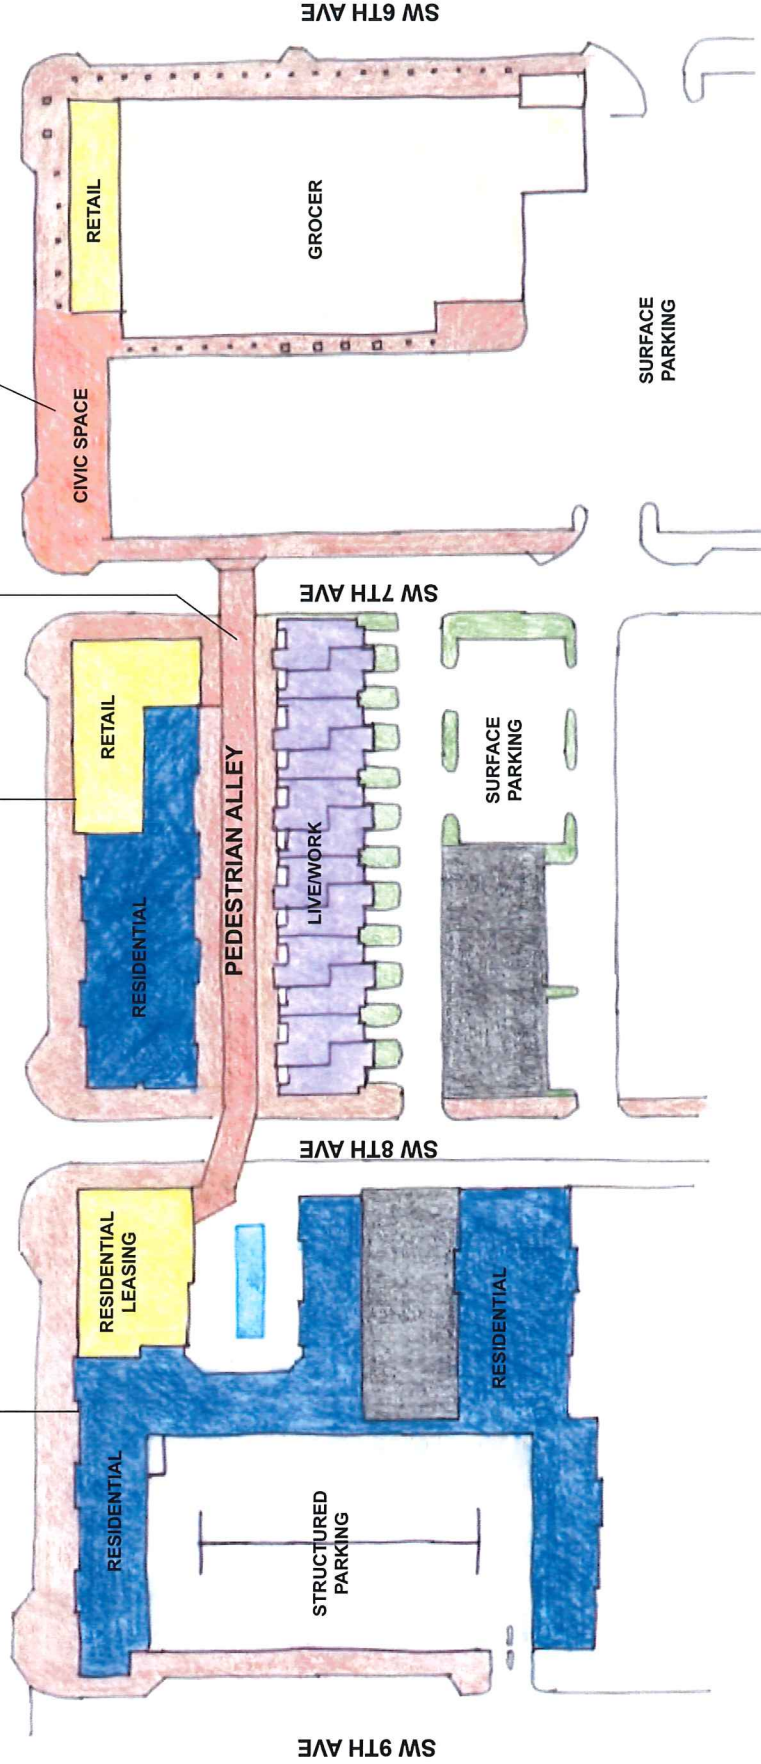 SW 6TH AVE
RETAIL
GROCER
SURFACE
PARKING
CIVIC SPACE
SW 7TH AVE
RETAIL
RESIDENTIAL
PEDESTRIAN ALLEY
LIVE/WORK
SURFACE
PARKING
SW 8TH AVE
RESIDENTIAL
LEASING
RESIDENTIAL
RESIDENTIAL
STRUCTURED
PARKING
SW 9TH AVE